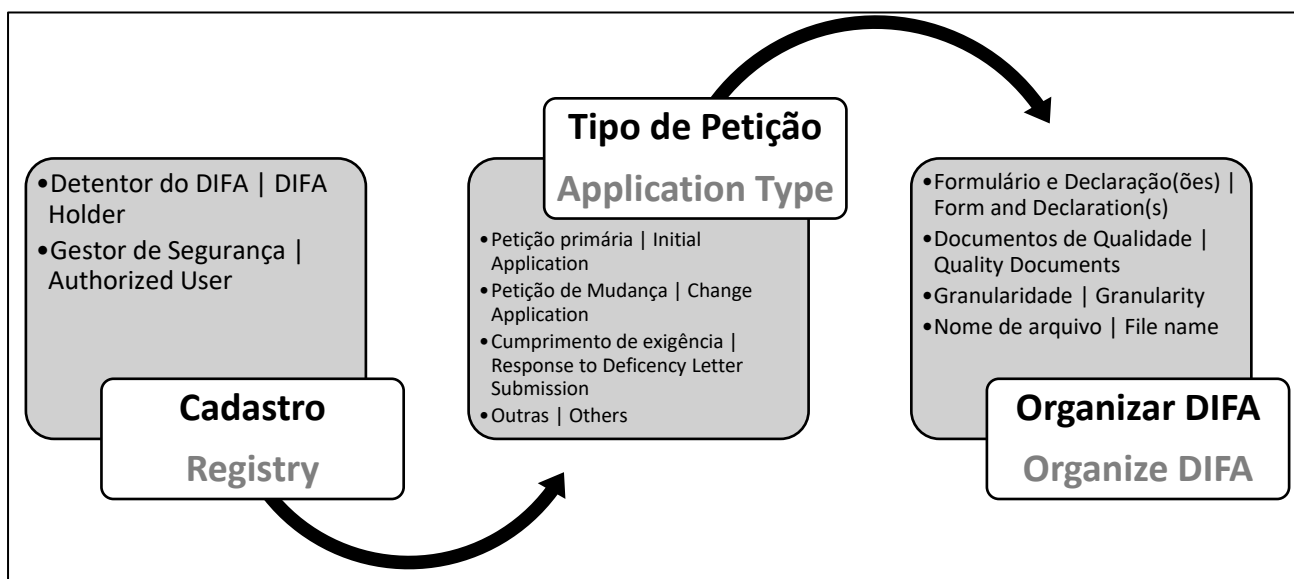 •Detentor do DIFA | DIFA
Holder
•Gestor de Segurança |
Authorized User
Cadastro
Registry
Tipo de Petição
Application Type
•Petição primária | Initial
Application
•Petição de Mudança | Change
Application
•Cumprimento de exigência |
Response to Deficency Letter
Submission
•Outras | Others
•Formulário e Declaração(ões) |
Form and Declaration(s)
•Documentos de Qualidade |
Quality Documents
•Granularidade | Granularity
•Nome de arquivo | File name
Organizar DIFA
Organize DIFA